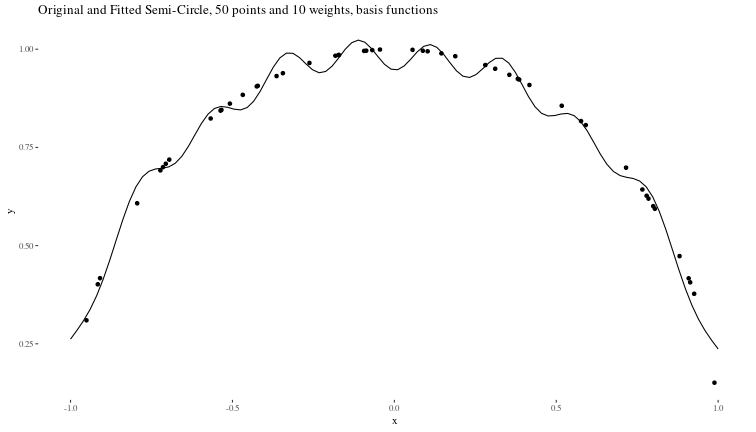 Original and Fitted Semi-Circle, 50 points and 10 weights, basis functions
1.00
0.75
y
0.50
0.25
-1.0 -0.5 0.0 0.5 1.0
x